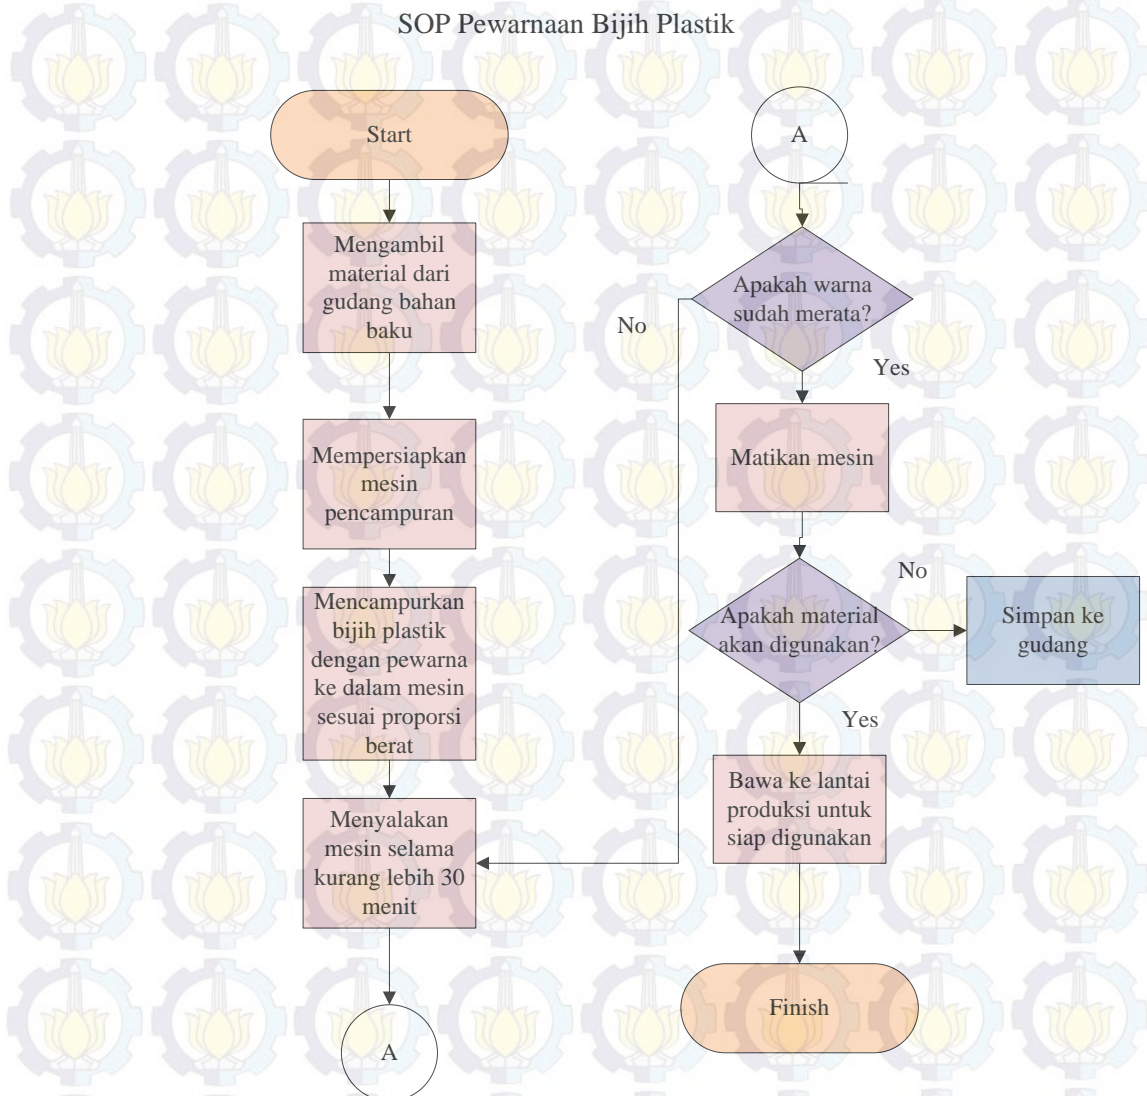 SOP Pewarnaan Bijih Plastik
Start
Mengambil
material dari
gudang bahan
baku
Mempersiapkan
mesin
pencampuran
Mencampurkan
bijih plastik
dengan pewarna
ke dalam mesin
sesuai proporsi
berat
Menyalakan
mesin selama
kurang lebih 30
menit
A
A
Apakah warna
sudah merata?
No
Yes
Matikan mesin
Apakah material
akan digunakan?
No
Simpan ke
gudang
Yes
Bawa ke lantai
produksi untuk
siap digunakan
Finish